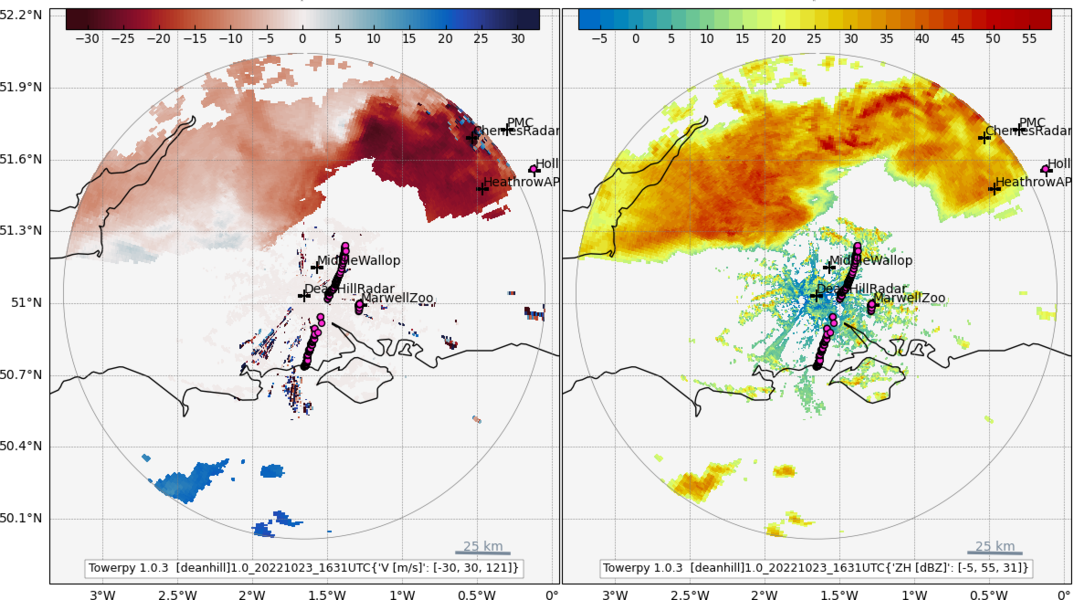 −30 −25 −20 −15 −10 −5 0 5 10 15 20 25 30
−5 0 5 10 15 20 25 30 35 40 45 50 55
52.2°N
51.9°N
PMC
PMC
51.6°N
Holl
Holl
HeathrowAP
HeathrowAP
51.3°N
MiddleWallop
MiddleWallop
51°N
MarwellZoo
MarwellZoo
50.7°N
50.4°N
50.1°N
25 km
25 km
Towerpy 1.0.3 [deanhill]1.0_20221023_1631UTC{'V [m/s]': [-30, 30, 121]}
Towerpy 1.0.3 [deanhill]1.0_20221023_1631UTC{'ZH [dBZ]': [-5, 55, 31]}
3°W 2.5°W 2°W 1.5°W 1°W 0.5°W 0°
3°W 2.5°W 2°W 1.5°W 1°W 0.5°W 0°